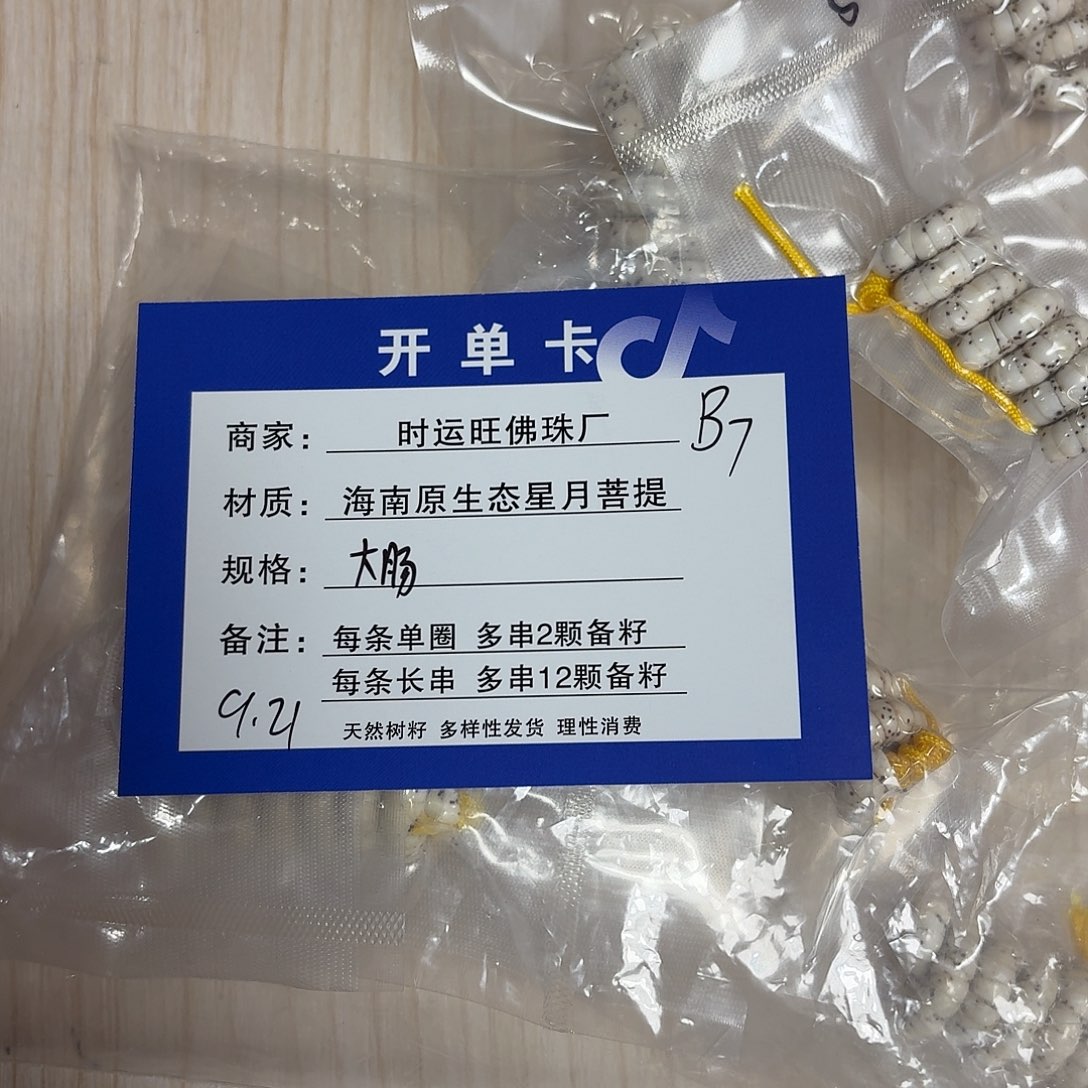 开单卡
商家： 时运旺佛珠厂 B7
材质： 海南原生态星月菩提
规格： 大肠
备注： 每条单圈 多串2颗备籽
每条长串 多串12颗备籽
9.21
天然树籽 多样性发货 理性消费